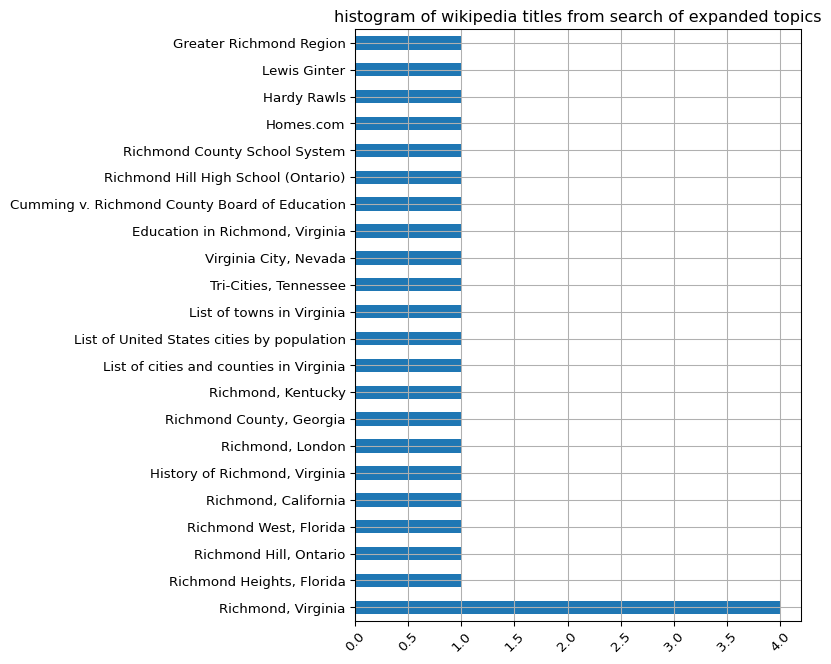 histogram of wikipedia titles from search of expanded topics
Greater Richmond Region
Lewis Ginter
Hardy Rawls
Homes.com
Richmond County School System
Richmond Hill High School (Ontario)
Cumming v. Richmond County Board of Education
Education in Richmond, Virginia
Virginia City, Nevada
Tri-Cities, Tennessee
List of towns in Virginia
List of United States cities by population
List of cities and counties in Virginia
Richmond, Kentucky
Richmond County, Georgia
Richmond, London
History of Richmond, Virginia
Richmond, California
Richmond West, Florida
Richmond Hill, Ontario
Richmond Heights, Florida
Richmond, Virginia
0.0 0.5 1.0 1.5 2.0 2.5 3.0 3.5 4.0